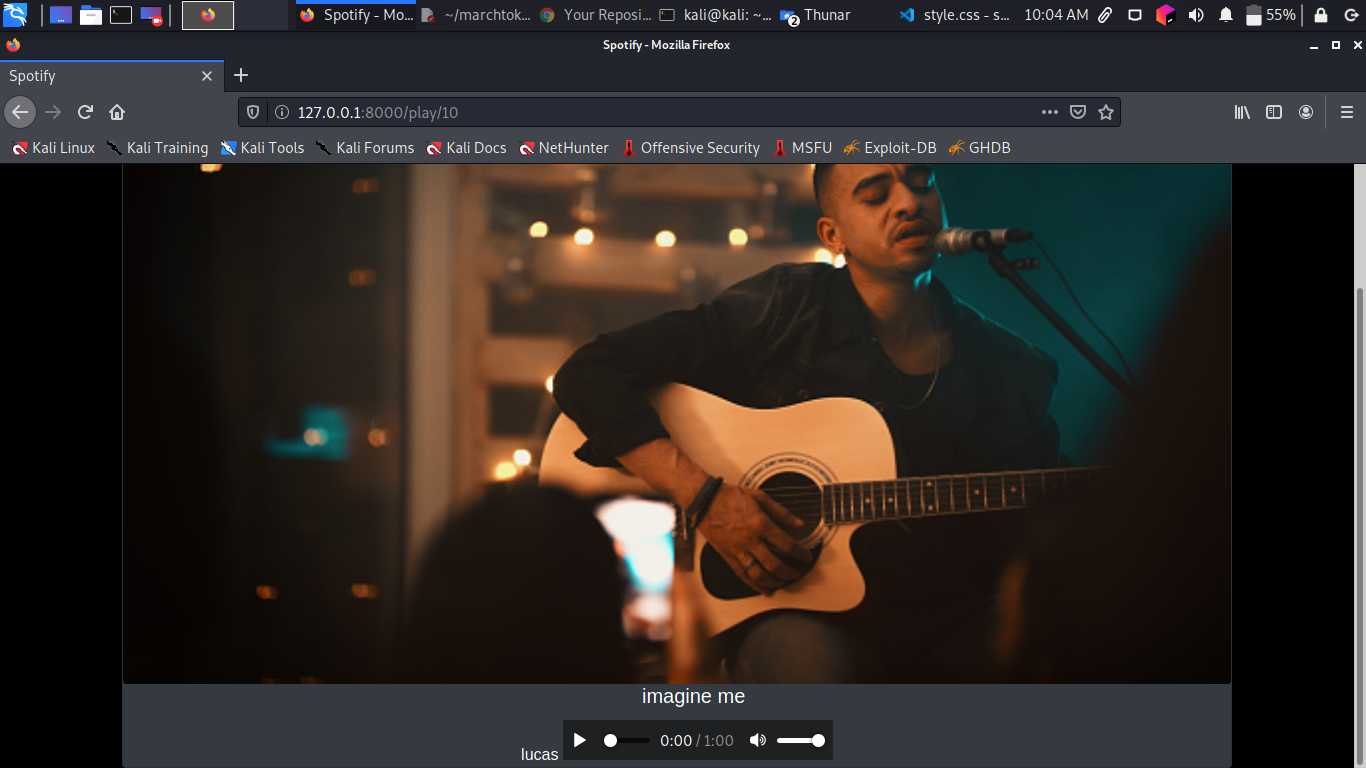 Spotify - Mo... ~/marchtok... Your Reposi... kali@kali: ~... 2 Thunar style.css - s... 10:04 AM 55%
Spotify - Mozilla Firefox
Spotify
127.0.0.1:8000/play/10
Kali Linux Kali Training Kali Tools Kali Forums Kali Docs NetHunter Offensive Security MSFU Exploit-DB GHDB
imagine me
0:00 / 1:00
lucas